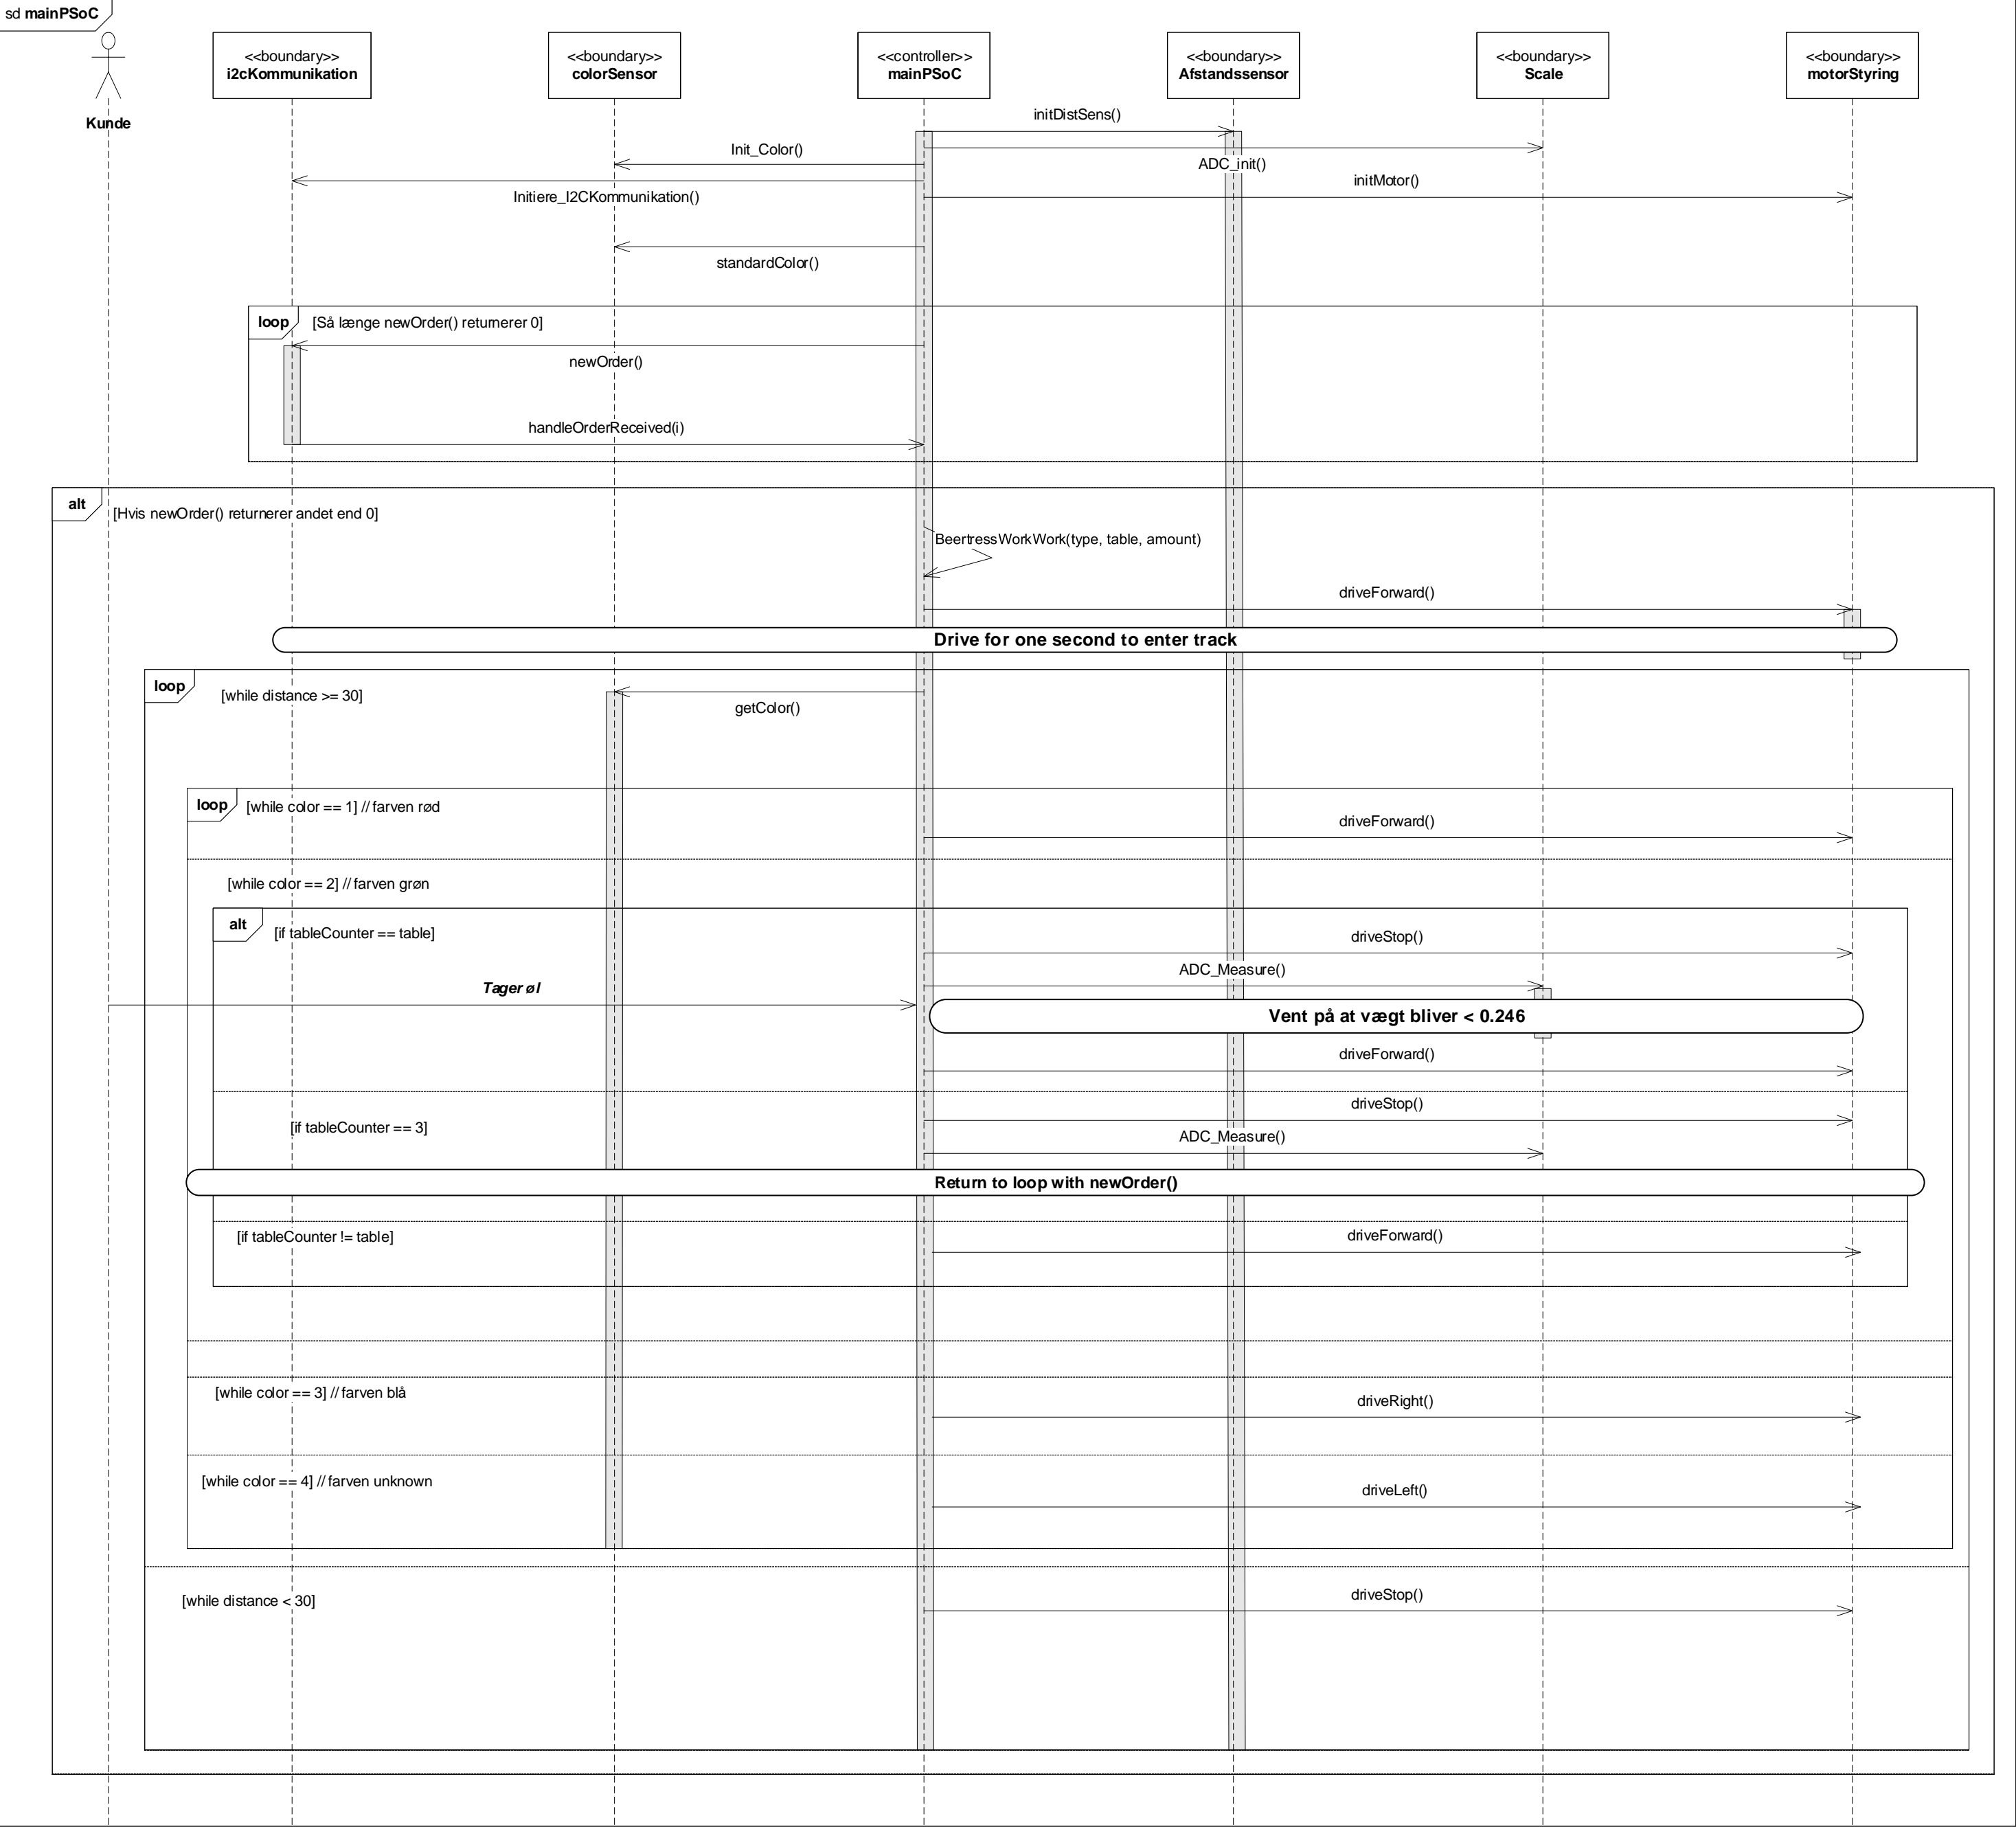 sd mainPSoC
Kunde
<<boundary>>
i2cKommunikation
<<boundary>>
colorSensor
<<controller>>
mainPSoC
<<boundary>>
Afstandssensor
<<boundary>>
Scale
<<boundary>>
motorStyring
initDistSens()
Init_Color()
ADC_init()
Initiere_I2CKommunikation()
initMotor()
standardColor()
loop
[Så længe newOrder() returnerer 0]
newOrder()
handleOrderReceived(i)
alt
[Hvis newOrder() returnerer andet end 0]
BeertressWorkWork(type, table, amount)
driveForward()
Drive for one second to enter track
loop
[while distance >= 30]
getColor()
loop
[while color == 1] // farven rød
driveForward()
[while color == 2] // farven grøn
alt
[if tableCounter == table]
driveStop()
ADC_Measure()
Tager øl
Vent på at vægt bliver < 0.246
driveForward()
driveStop()
[if tableCounter == 3]
ADC_Measure()
Return to loop with newOrder()
[if tableCounter != table]
driveForward()
[while color == 3] // farven blå
driveRight()
[while color == 4] // farven unknown
driveLeft()
[while distance < 30]
driveStop()